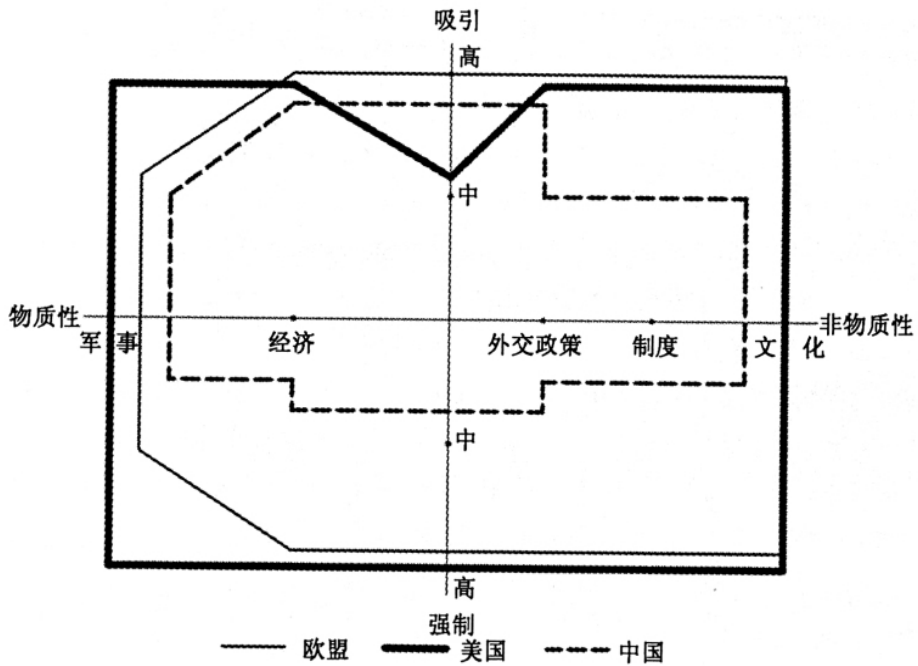 吸引
高
中
物质性
非物质性
军事
经济
外交政策
制度
文化
中
高
强制
欧盟
美国
中国